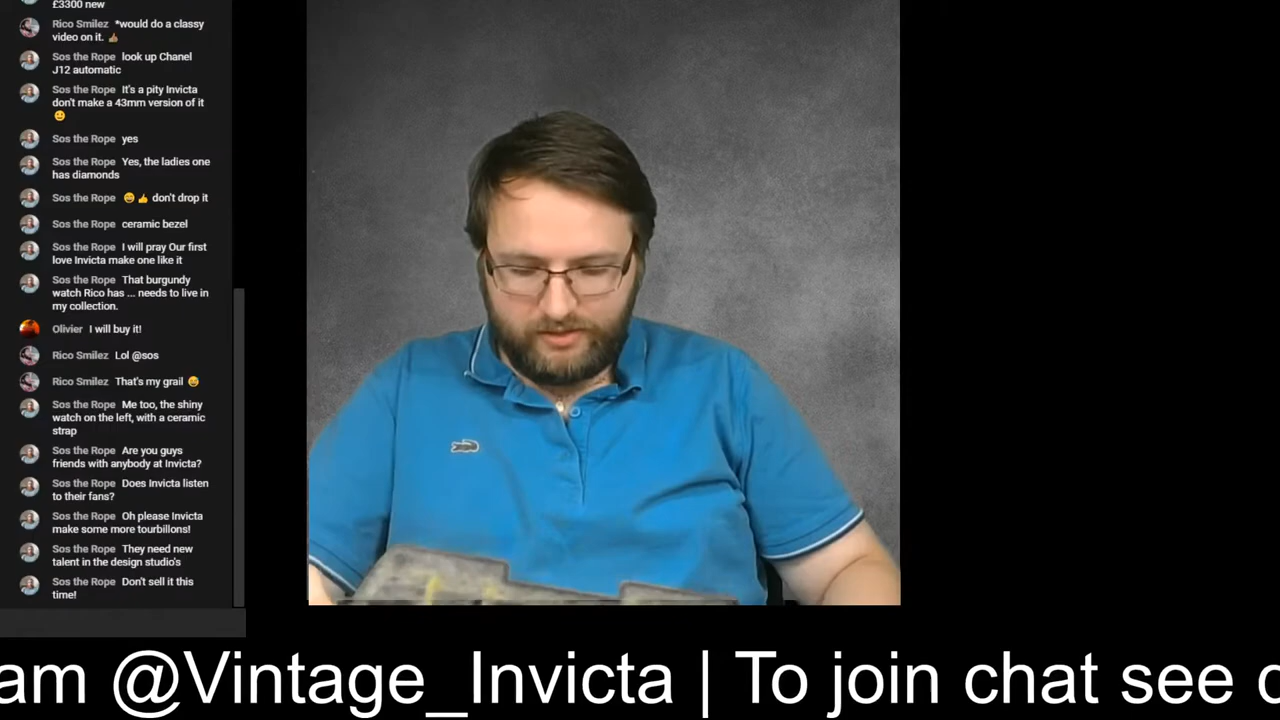 £3300 new
Rico Smilez *would do a classy
video on it. 👍
Sos the Rope look up Chanel
J12 automatic
Sos the Rope It's a pity Invicta
don't make a 43mm version of it
🙂
Sos the Rope yes
Sos the Rope Yes, the ladies one
has diamonds
Sos the Rope 😄👍 don't drop it
Sos the Rope ceramic bezel
Sos the Rope I will pray Our first
love Invicta make one like it
Sos the Rope That burgundy
watch Rico has ... needs to live in
my collection.
Olivier I will buy it!
Rico Smilez Lol @sos
Rico Smilez That's my grail 😄
Sos the Rope Me too, the shiny
watch on the left, with a ceramic
strap
Sos the Rope Are you guys
friends with anybody at Invicta?
Sos the Rope Does Invicta listen
to their fans?
Sos the Rope Oh please Invicta
make some more tourbillons!
Sos the Rope They need new
talent in the design studio's
Sos the Rope Don't sell it this
time!
am @Vintage_Invicta | To join chat see